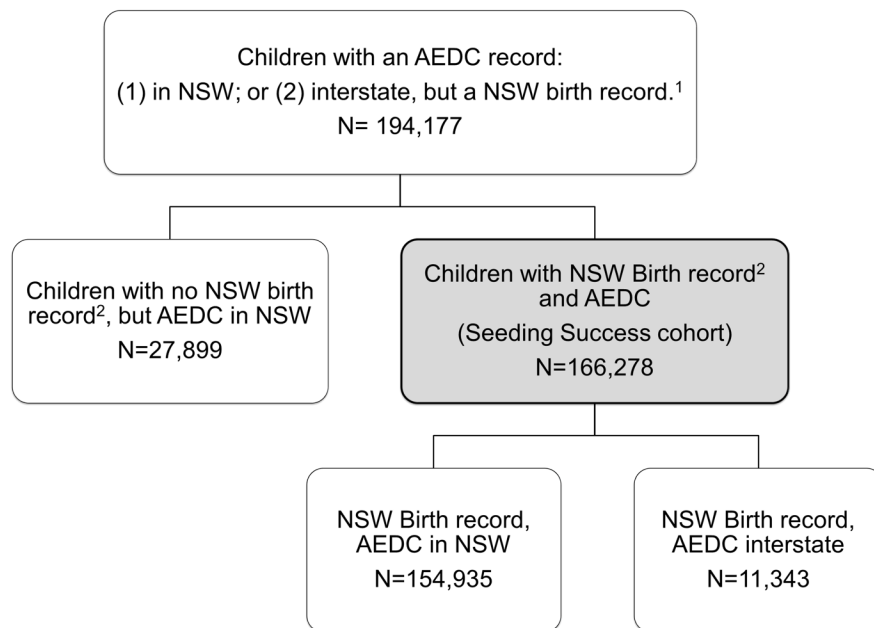 Children with an AEDC record:
(1) in NSW; or (2) interstate, but a NSW birth record.¹
N= 194,177
Children with no NSW birth
record², but AEDC in NSW
N=27,899
Children with NSW Birth record²
and AEDC
(Seeding Success cohort)
N=166,278
NSW Birth record,
AEDC in NSW
N=154,935
NSW Birth record,
AEDC interstate
N=11,343